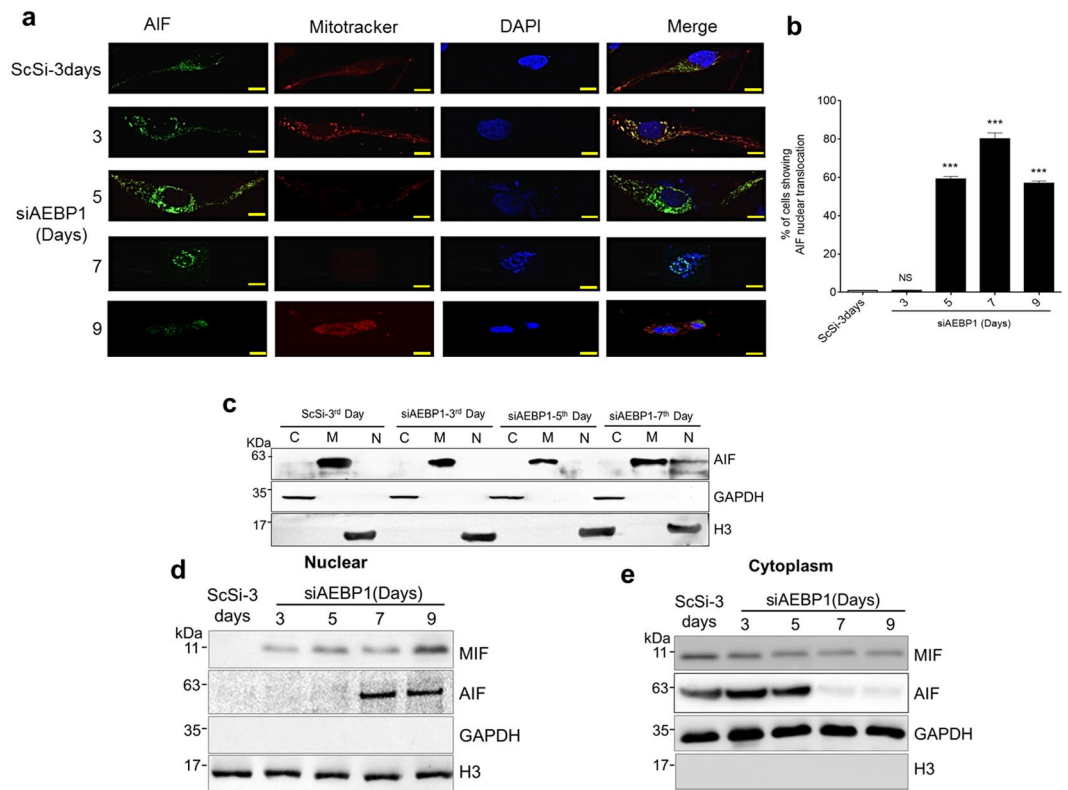 a
AIF Mitotracker DAPI Merge
ScSi-3days
3
5
siAEBP1
(Days)
7
9
b
% of cells showing
AIF nuclear translocation
100
80
60
40
20
0
NS
***
***
***
ScSi-3days 3 5 7 9
siAEBP1 (Days)
c
ScSi-3rd Day siAEBP1-3rd Day siAEBP1-5th Day siAEBP1-7th Day
C M N C M N C M N C M N
KDa
63 AIF
35 GAPDH
17 H3
d
Nuclear
ScSi-3
days
siAEBP1(Days)
3 5 7 9
kDa
11 MIF
63 AIF
35 GAPDH
17 H3
e
Cytoplasm
ScSi-3
days
siAEBP1(Days)
3 5 7 9
kDa
11 MIF
63 AIF
35 GAPDH
17 H3